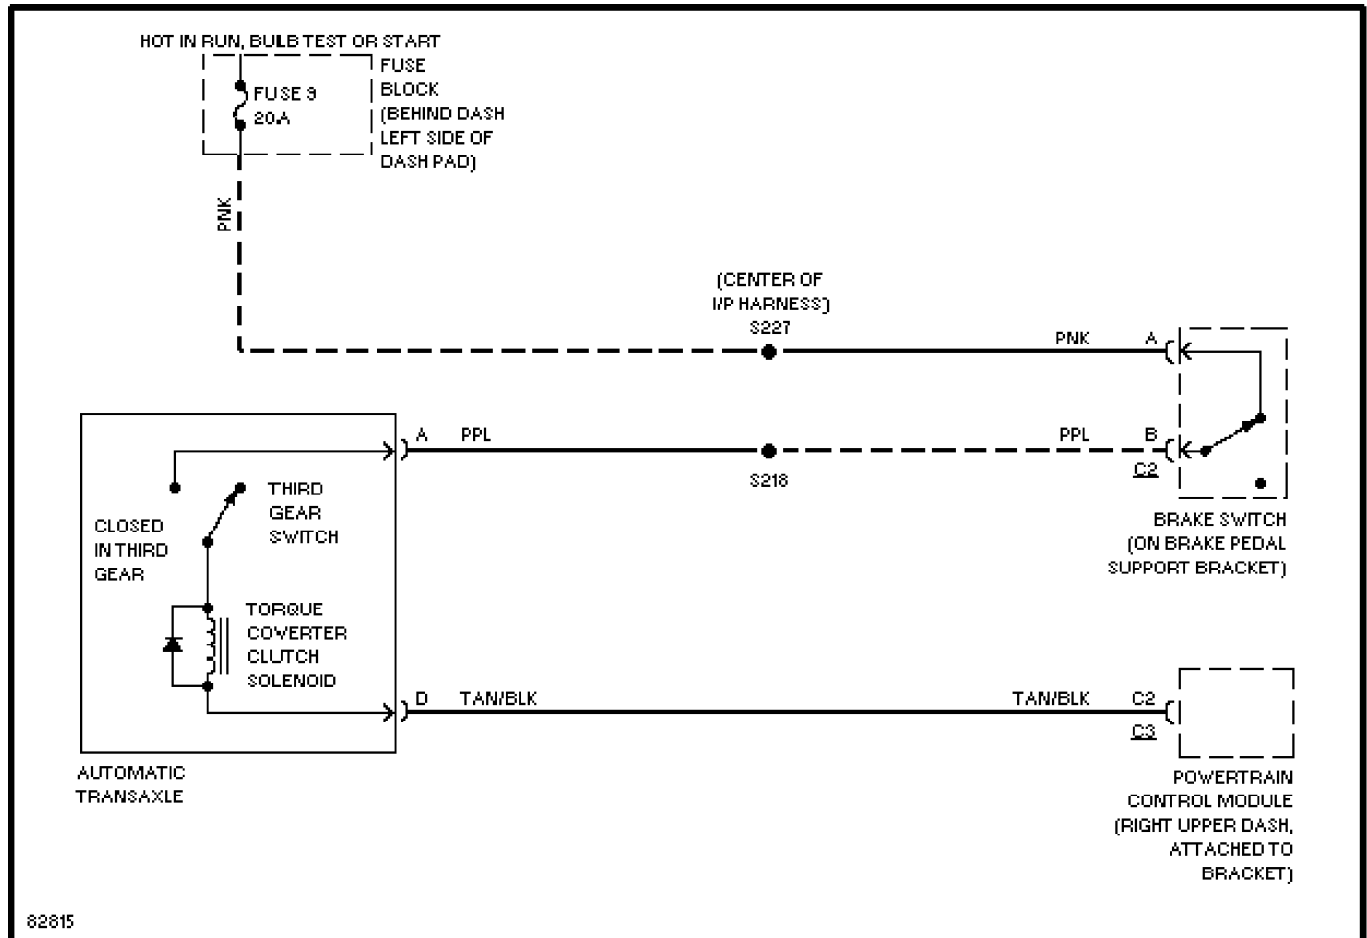 HOT IN RUN, BULB TEST OR START
FUSE
BLOCK
(BEHIND DASH
LEFT SIDE OF
DASH PAD)
FUSE 9
20A
PNK
(CENTER OF
I/P HARNESS)
S227
PNK
A
A
PPL
S218
PPL
B
C2
BRAKE SWITCH
(ON BRAKE PEDAL
SUPPORT BRACKET)
THIRD
GEAR
SWITCH
CLOSED
IN THIRD
GEAR
TORQUE
COVERTER
CLUTCH
SOLENOID
D
TAN/BLK
TAN/BLK
C2
C3
AUTOMATIC
TRANSAXLE
POWERTRAIN
CONTROL MODULE
(RIGHT UPPER DASH,
ATTACHED TO
BRACKET)
82815